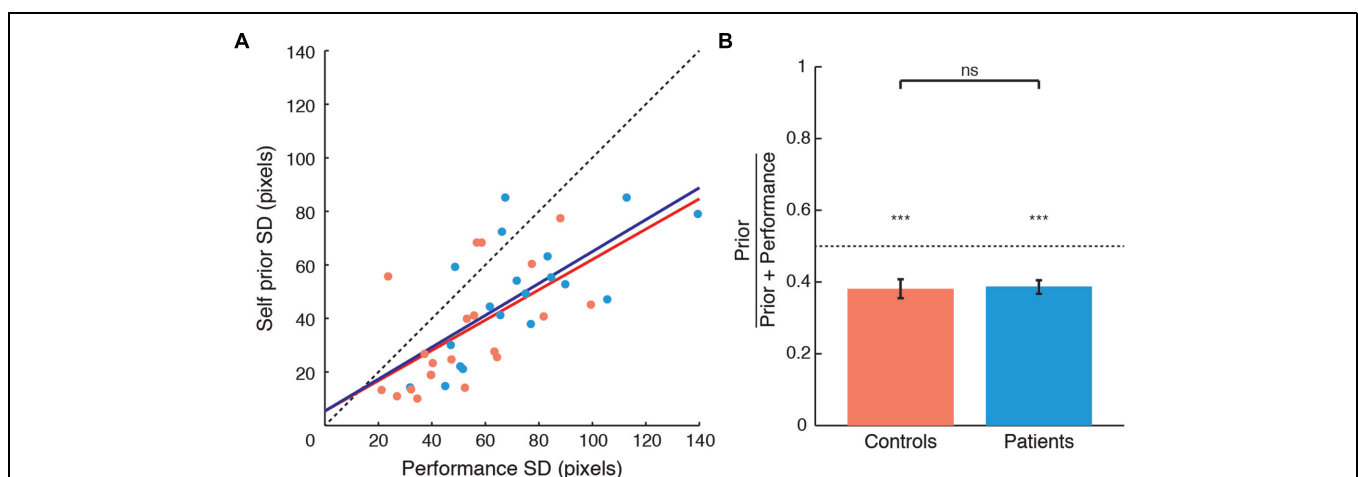 A
140
120
100
80
60
40
20
0
20
40
60
80
100
120
140
Self prior SD (pixels)
Performance SD (pixels)
B
1
0.8
0.6
0.4
0.2
0
Prior
Prior + Performance
ns
***
***
Controls
Patients